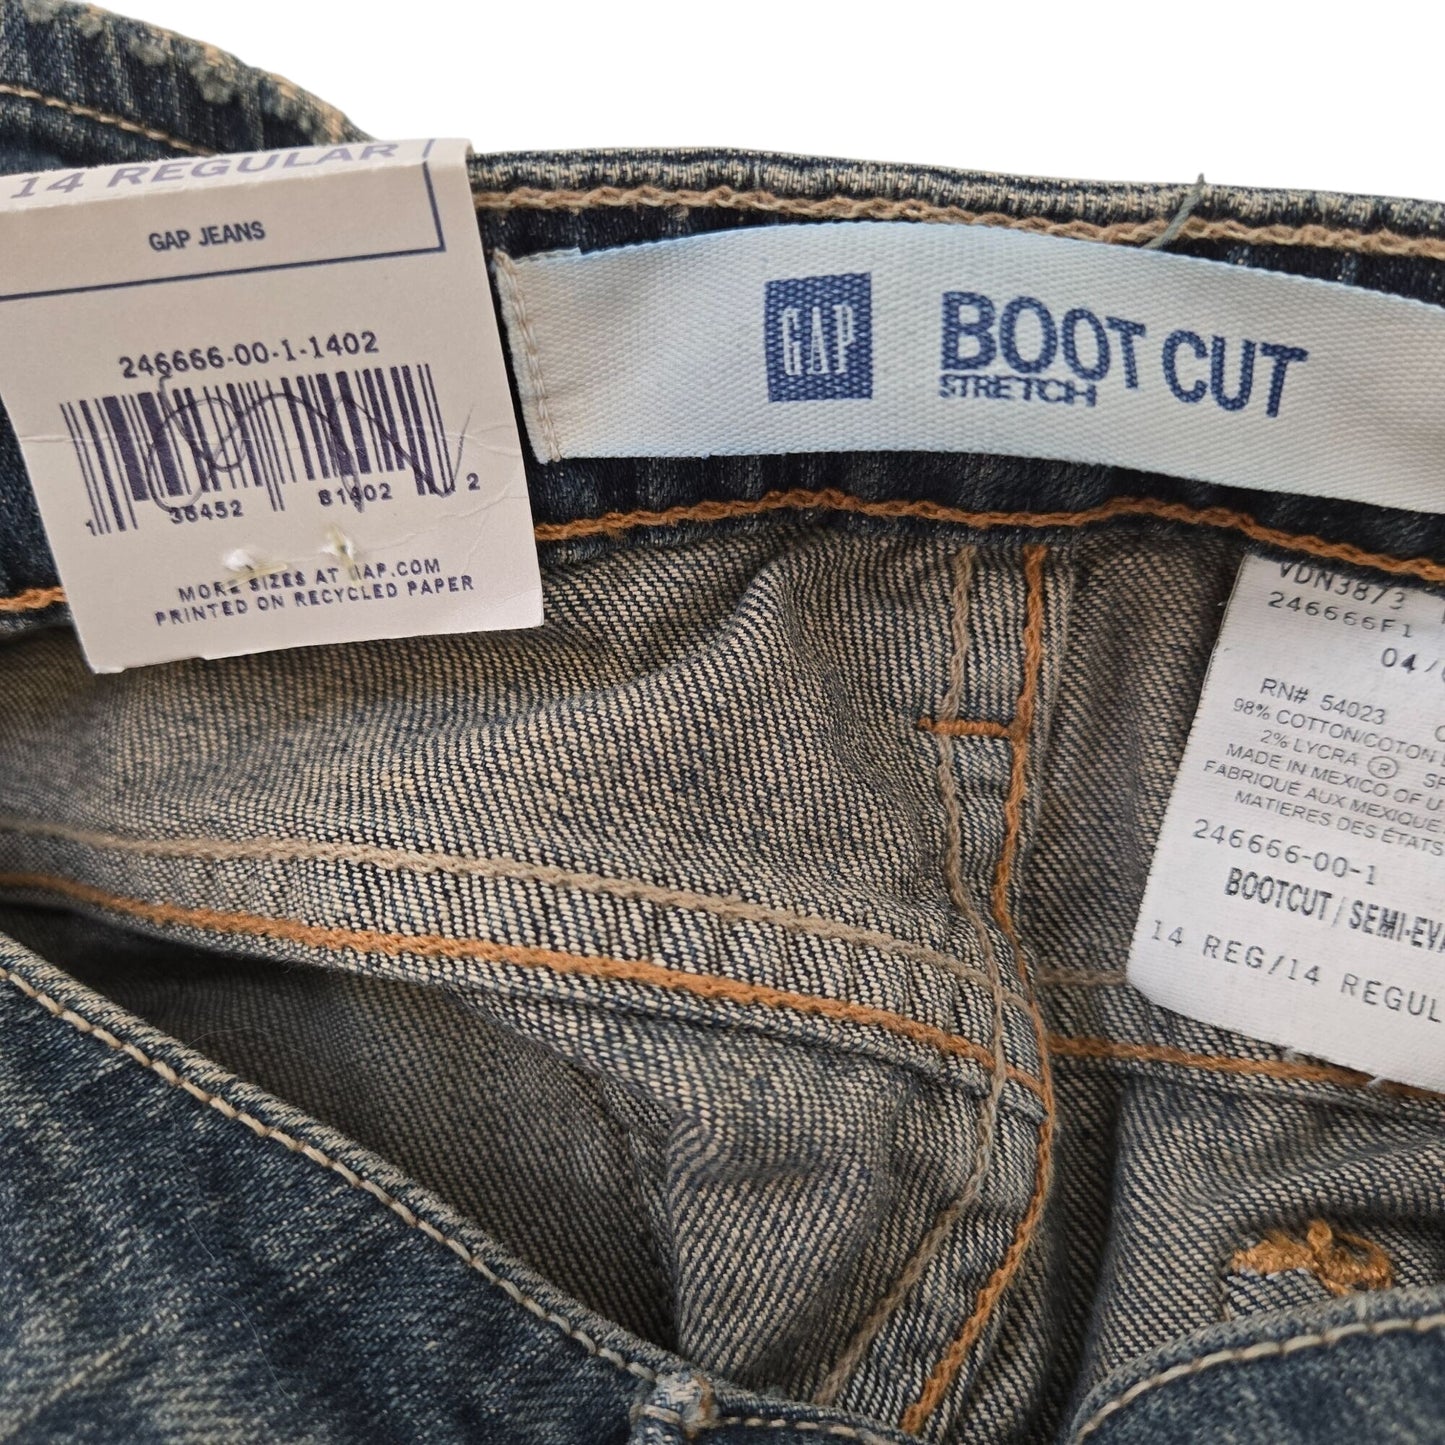 14 REGULAR
GAP JEANS
246666-00-1-1402
1 36452 81402 2
MORE SIZES AT GAP.COM
PRINTED ON RECYCLED PAPER
GAP
BOOT CUT
STRETCH
VDN3873
246666F1
04/
RN# 54023
98% COTTON/COTON
2% LYCRA ®
MADE IN MEXICO OF U
FABRIQUE AUX MEXIQUE
MATIERES DES ÉTATS
246666-00-1
BOOTCUT/SEMI-EV
14 REG/14 REGUL